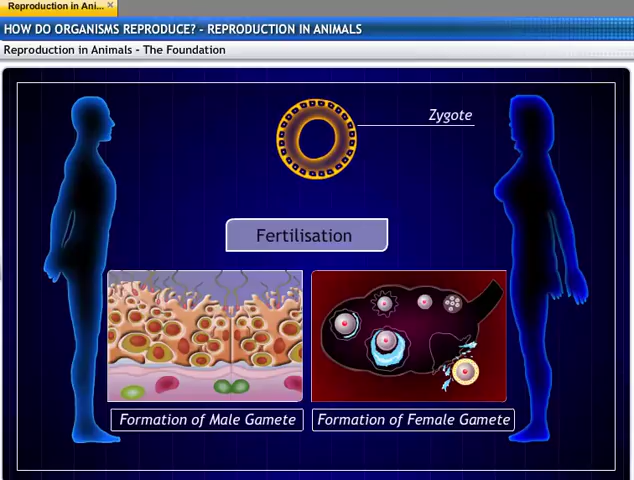 Reproduction in Ani...
HOW DO ORGANISMS REPRODUCE? - REPRODUCTION IN ANIMALS
Reproduction in Animals - The Foundation
Zygote
Fertilisation
Formation of Male Gamete
Formation of Female Gamete